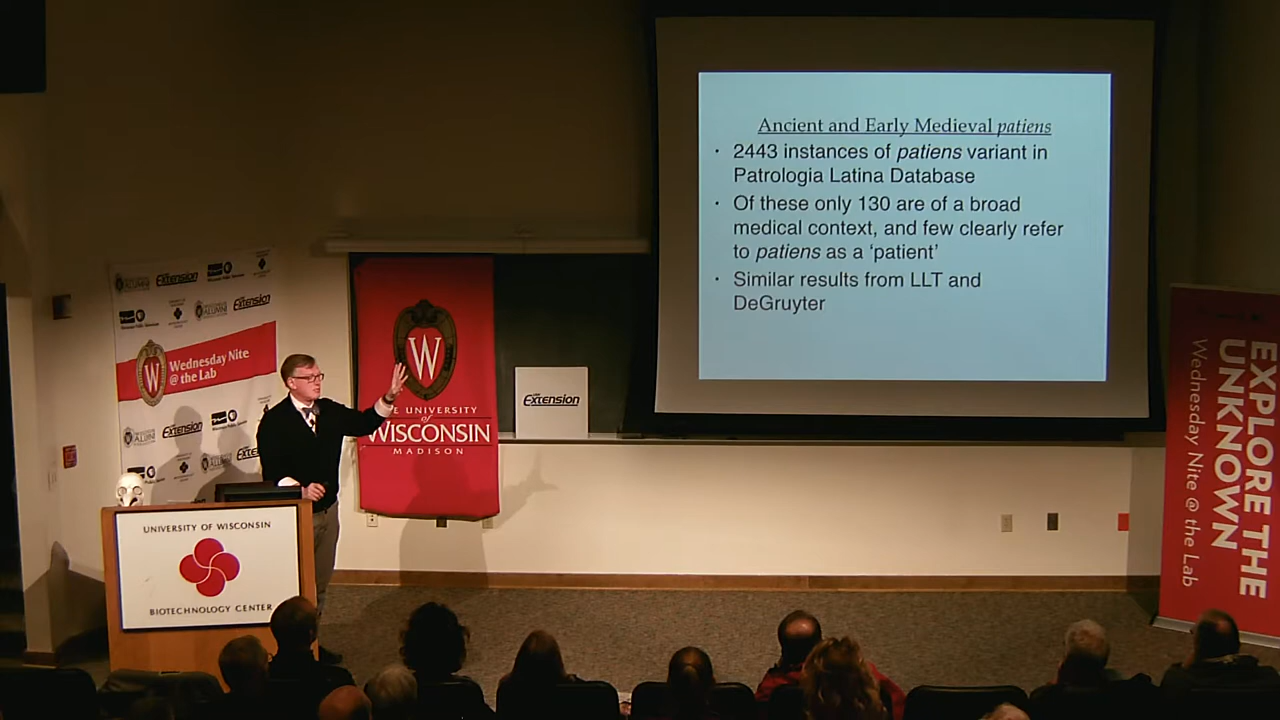 Ancient and Early Medieval patiens
· 2443 instances of patiens variant in
Patrologia Latina Database
· Of these only 130 are of a broad
medical context, and few clearly refer
to patiens as a ‘patient’
· Similar results from LLT and
DeGruyter
Extension
Extension
W
Wednesday Nite
@ the Lab
Extension
W
THE UNIVERSITY
of
WISCONSIN
MADISON
Extension
UNIVERSITY OF WISCONSIN
BIOTECHNOLOGY CENTER
EXPLORE THE
UNKNOWN
Wednesday Nite @ the Lab